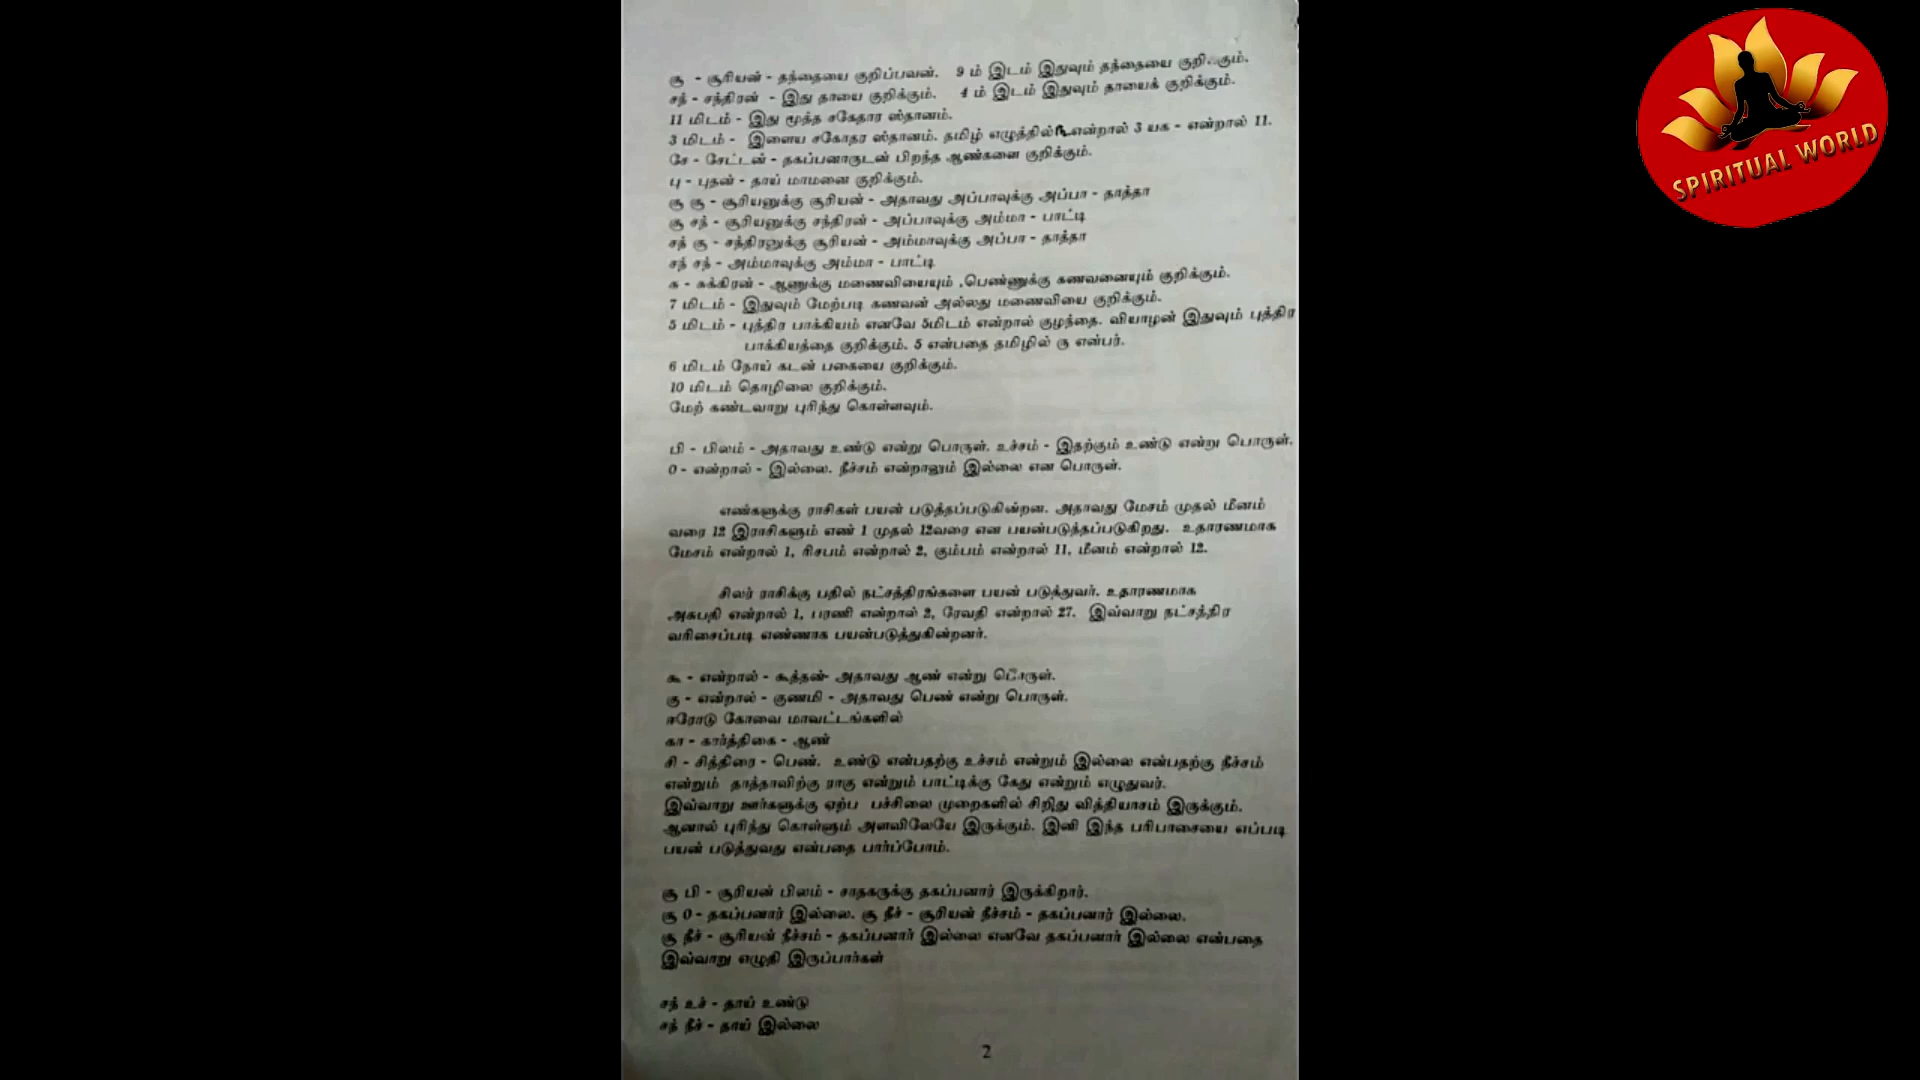 சூ - சூரியன் - தந்தையை குறிப்பவன். 9 ம் இடம் இதுவும் தந்தையை குறிக்கும்.
சந் - சந்திரன் - இது தாயை குறிக்கும். 4 ம் இடம் இதுவும் தாயைக் குறிக்கும்.
11 மிடம் - இது மூத்த சகேதார ஸ்தானம்.
3 மிடம் - இளைய சகோதர ஸ்தானம். தமிழ் எழுத்தில் ௩ என்றால் 3 யக - என்றால் 11.
சே - சேட்டன் - தகப்பனாருடன் பிறந்த ஆண்களை குறிக்கும்.
பு - புதன் - தாய் மாமனை குறிக்கும்.
சூ சூ - சூரியனுக்கு சூரியன் - அதாவது அப்பாவுக்கு அப்பா - தாத்தா
சூ சந் - சூரியனுக்கு சந்திரன் - அப்பாவுக்கு அம்மா - பாட்டி
சந் சூ - சந்திரனுக்கு சூரியன் - அம்மாவுக்கு அப்பா - தாத்தா
சந் சந் - அம்மாவுக்கு அம்மா - பாட்டி
சு - சுக்கிரன் - ஆணுக்கு மணைவியையும் ,பெண்ணுக்கு கணவனையும் குறிக்கும்.
7 மிடம் - இதுவும் மேற்படி கணவன் அல்லது மணைவியை குறிக்கும்.
5 மிடம் - புத்திர பாக்கியம் எனவே 5மிடம் என்றால் குழந்தை. வியாழன் இதுவும் புத்திர
பாக்கியத்தை குறிக்கும். 5 என்பதை தமிழில் ரு என்பர்.
6 மிடம் நோய் கடன் பகையை குறிக்கும்.
10 மிடம் தொழிலை குறிக்கும்.
மேற் கண்டவாறு புரிந்து கொள்ளவும்.
பி - பிலம் - அதாவது உண்டு என்று பொருள். உச்சம் - இதற்கும் உண்டு என்று பொருள்.
0 - என்றால் - இல்லை. நீச்சம் என்றாலும் இல்லை என பொருள்.
எண்களுக்கு ராசிகள் பயன் படுத்தப்படுகின்றன. அதாவது மேசம் முதல் மீனம்
வரை 12 இராசிகளும் எண் 1 முதல் 12வரை என பயன்படுத்தப்படுகிறது. உதாரணமாக
மேசம் என்றால் 1, ரிசபம் என்றால் 2, கும்பம் என்றால் 11, மீனம் என்றால் 12.
சிலர் ராசிக்கு பதில் நட்சத்திரங்களை பயன் படுத்துவர். உதாரணமாக
அசுபதி என்றால் 1, பரணி என்றால் 2, ரேவதி என்றால் 27. இவ்வாறு நட்சத்திர
வரிசைப்படி எண்ணாக பயன்படுத்துகின்றனர்.
கூ - என்றால் - கூத்தன்- அதாவது ஆண் என்று பொருள்.
கு - என்றால் - குணமி - அதாவது பெண் என்று பொருள்.
ஈரோடு கோவை மாவட்டங்களில்
கா - கார்த்திகை - ஆண்
சி - சித்திரை - பெண். உண்டு என்பதற்கு உச்சம் என்றும் இல்லை என்பதற்கு நீச்சம்
என்றும் தாத்தாவிற்கு ராகு என்றும் பாட்டிக்கு கேது என்றும் எழுதுவர்.
இவ்வாறு ஊர்களுக்கு ஏற்ப பச்சிலை முறைகளில் சிறிது வித்தியாசம் இருக்கும்.
ஆனால் புரிந்து கொள்ளும் அளவிலேயே இருக்கும். இனி இந்த பரிபாசையை எப்படி
பயன் படுத்துவது என்பதை பார்ப்போம்.
சூ பி - சூரியன் பிலம் - சாதகருக்கு தகப்பனார் இருக்கிறார்.
சூ 0 - தகப்பனார் இல்லை. சூ நீச் - சூரியன் நீச்சம் - தகப்பனார் இல்லை.
சூ நீச் - சூரியன் நீச்சம் - தகப்பனார் இல்லை எனவே தகப்பனார் இல்லை என்பதை
இவ்வாறு எழுதி இருப்பார்கள்
சந் உச் - தாய் உண்டு
சந் நீச் - தாய் இல்லை
2
SPIRITUAL WORLD